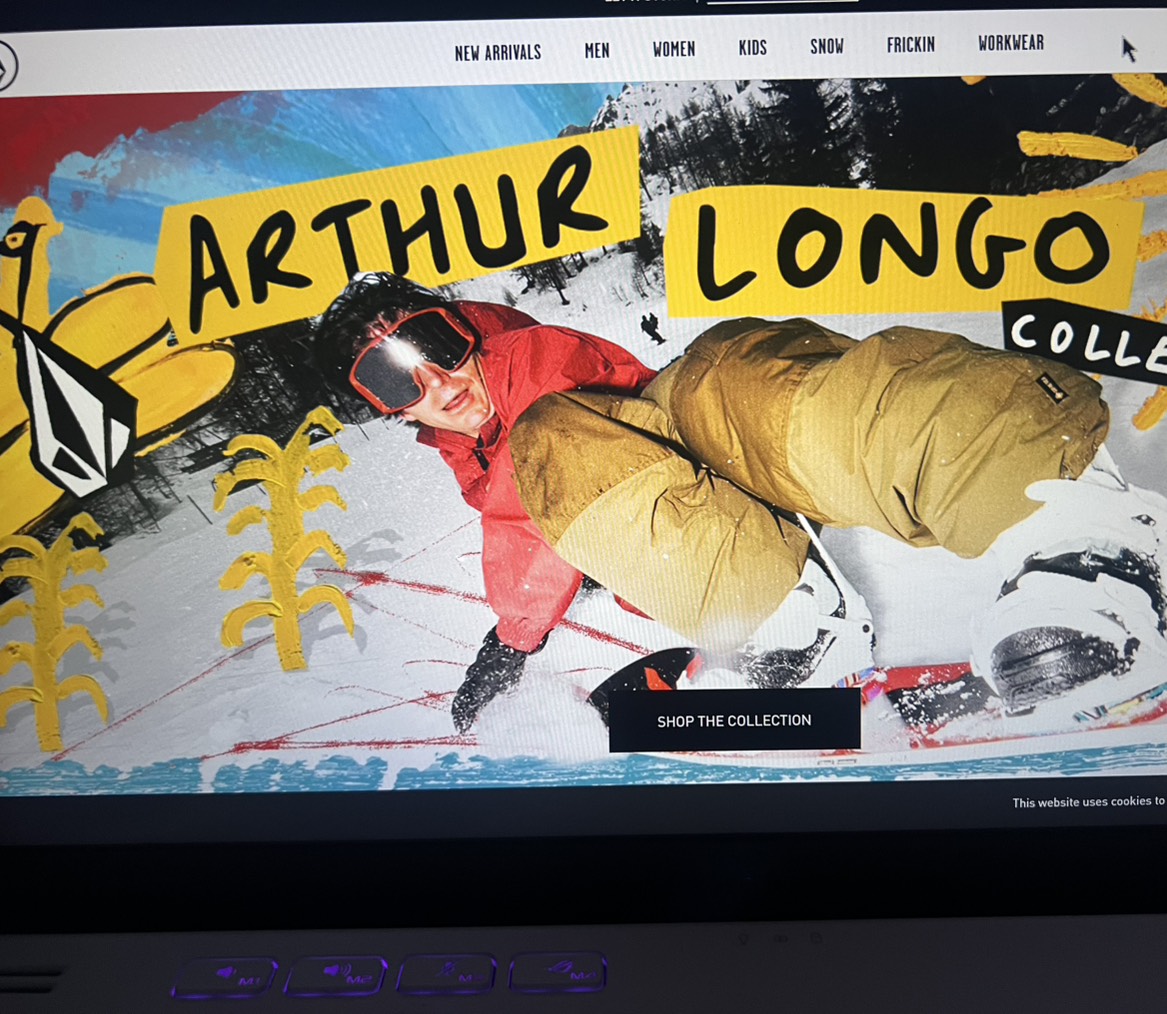 NEW ARRIVALS MEN WOMEN KIDS SNOW FRICKIN WORKWEAR
ARTHUR LONGO
COLLE
SHOP THE COLLECTION
This website uses cookies to
M1 M2 M3 M4